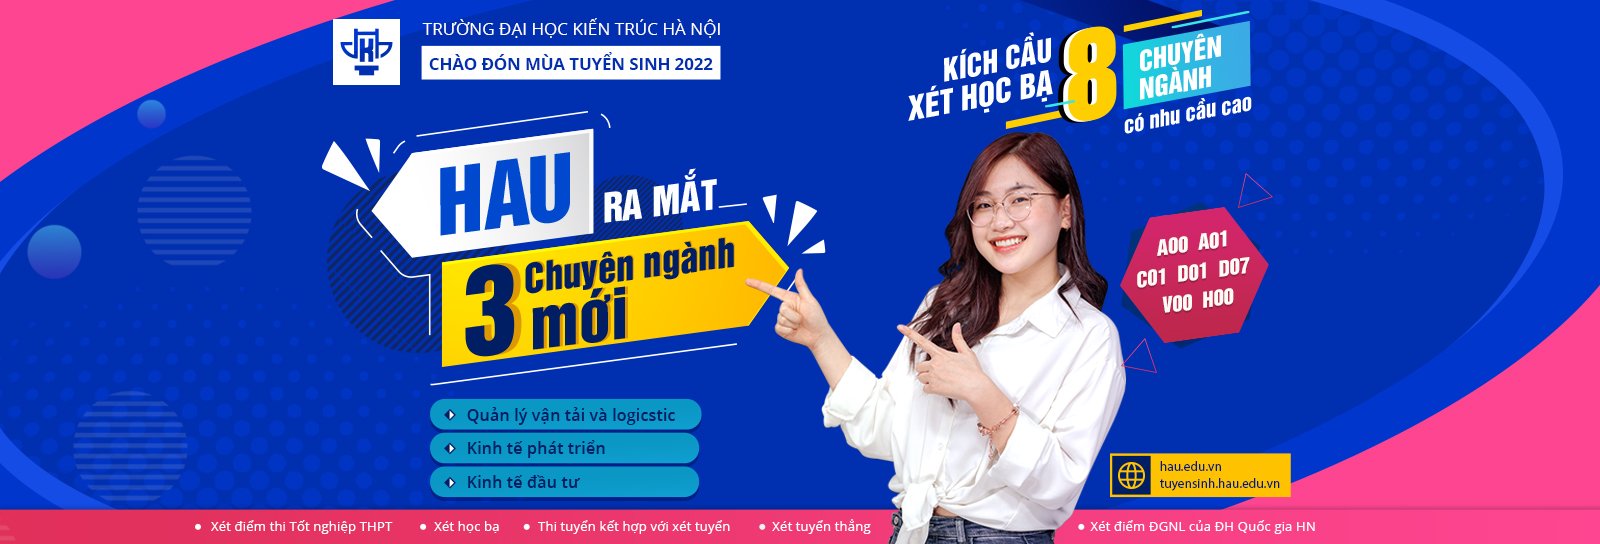 TRƯỜNG ĐẠI HỌC KIẾN TRÚC HÀ NỘI
CHÀO ĐÓN MÙA TUYỂN SINH 2022
HAU
RA MẮT
3
Chuyên ngành
mới
Quản lý vận tải và logicstic
Kinh tế phát triển
Kinh tế đầu tư
KÍCH CẦU
XÉT HỌC BẠ
8
CHUYÊN
NGÀNH
có nhu cầu cao
A00 A01
C01 D01 D07
V00 H00
hau.edu.vn
tuyensinh.hau.edu.vn
• Xét điểm thi Tốt nghiệp THPT • Xét học bạ • Thi tuyển kết hợp với xét tuyển • Xét tuyển thẳng • Xét điểm ĐGNL của ĐH Quốc gia HN